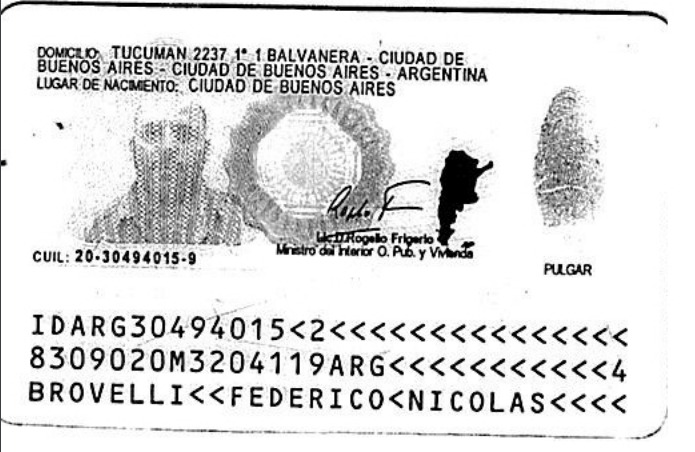 DOMICILIO: TUCUMAN 2237 1° 1 BALVANERA - CIUDAD DE
BUENOS AIRES - CIUDAD DE BUENOS AIRES - ARGENTINA
LUGAR DE NACIMIENTO: CIUDAD DE BUENOS AIRES
Lic. D. Rogelio Frigerio
Ministro del Interior O. Pub. y Vivienda
CUIL: 20-30494015-9
PULGAR
IDARG30494015<2<<<<<<<<<<<<<<<
8309020M3204119ARG<<<<<<<<<<<4
BROVELLI<<FEDERICO<NICOLAS<<<<